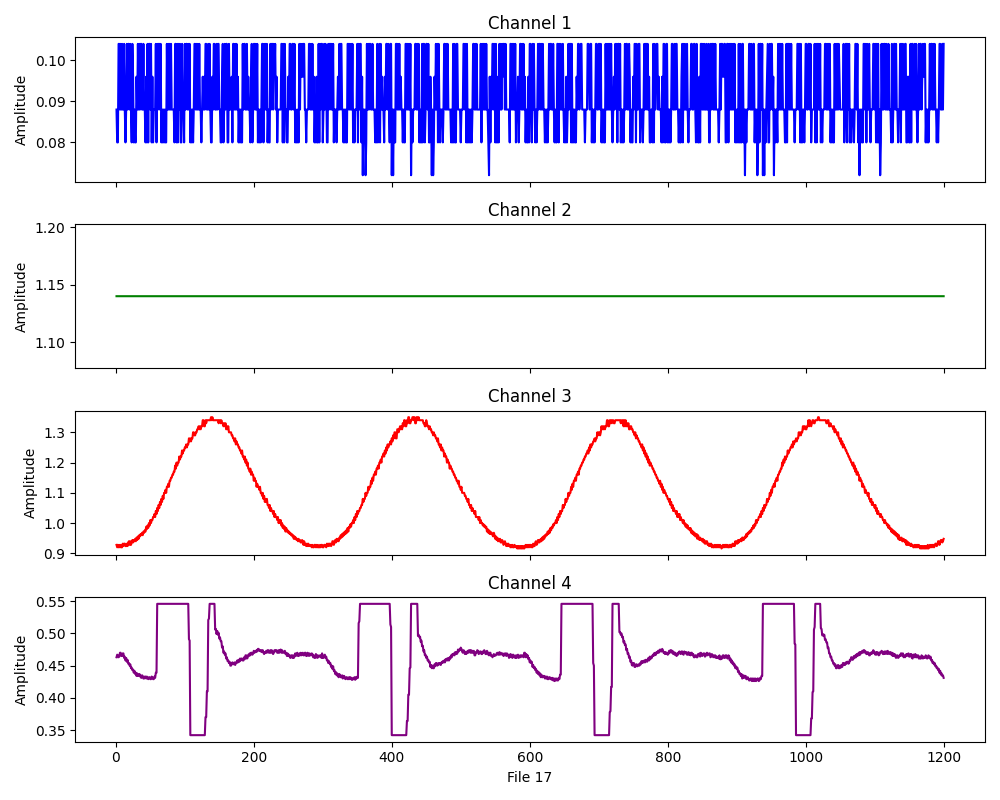 Channel 1
Amplitude
0.10
0.09
0.08
Channel 2
Amplitude
1.20
1.15
1.10
Channel 3
Amplitude
1.3
1.2
1.1
1.0
0.9
Channel 4
Amplitude
0.55
0.50
0.45
0.40
0.35
0 200 400 600 800 1000 1200
File 17